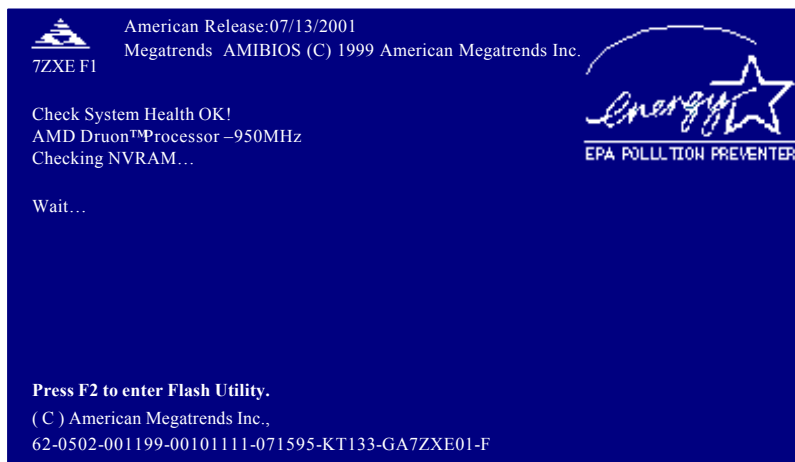 American Release:07/13/2001
7ZXE F1
Megatrends AMIBIOS (C) 1999 American Megatrends Inc.
energy
EPA POLLUTION PREVENTER
Check System Health OK!
AMD Druon™Processor –950MHz
Checking NVRAM…
Wait…
Press F2 to enter Flash Utility.
( C ) American Megatrends Inc.,
62-0502-001199-00101111-071595-KT133-GA7ZXE01-F